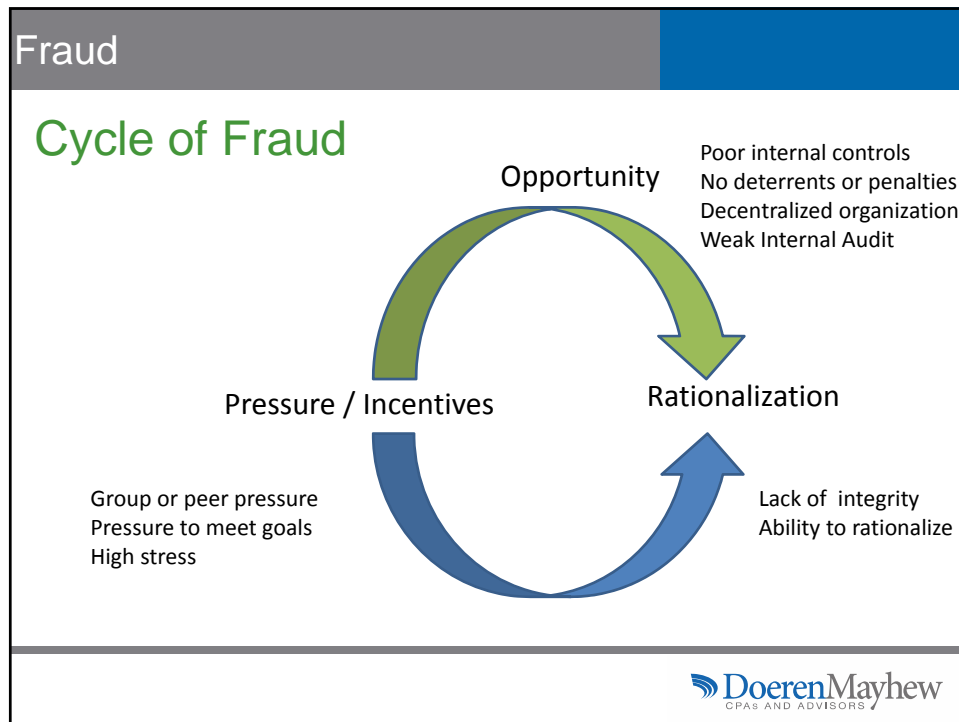 Fraud
Cycle of Fraud
Opportunity
Poor internal controls
No deterrents or penalties
Decentralized organization
Weak Internal Audit
Pressure / Incentives
Rationalization
Group or peer pressure
Pressure to meet goals
High stress
Lack of integrity
Ability to rationalize
DoerenMayhew
CPAs AND ADVISORS